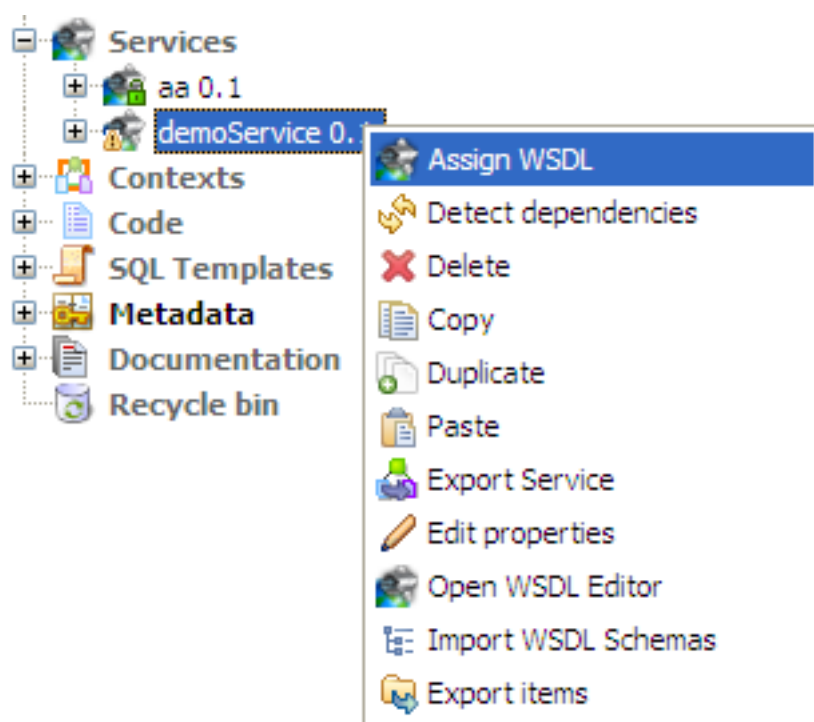 Services
aa 0.1
demoService 0.
Contexts
Code
SQL Templates
Metadata
Documentation
Recycle bin
Assign WSDL
Detect dependencies
Delete
Copy
Duplicate
Paste
Export Service
Edit properties
Open WSDL Editor
Import WSDL Schemas
Export items